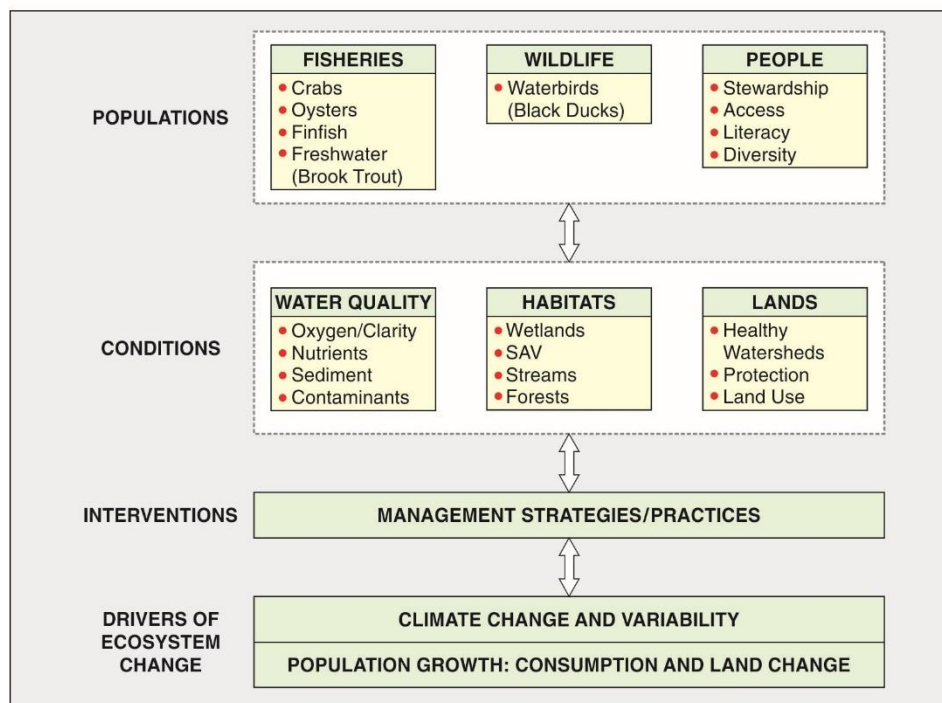 POPULATIONS
FISHERIES
• Crabs
• Oysters
• Finfish
• Freshwater
(Brook Trout)
WILDLIFE
• Waterbirds
(Black Ducks)
PEOPLE
• Stewardship
• Access
• Literacy
• Diversity
CONDITIONS
WATER QUALITY
• Oxygen/Clarity
• Nutrients
• Sediment
• Contaminants
HABITATS
• Wetlands
• SAV
• Streams
• Forests
LANDS
• Healthy
Watersheds
• Protection
• Land Use
INTERVENTIONS
MANAGEMENT STRATEGIES/PRACTICES
DRIVERS OF
ECOSYSTEM
CHANGE
CLIMATE CHANGE AND VARIABILITY
POPULATION GROWTH: CONSUMPTION AND LAND CHANGE